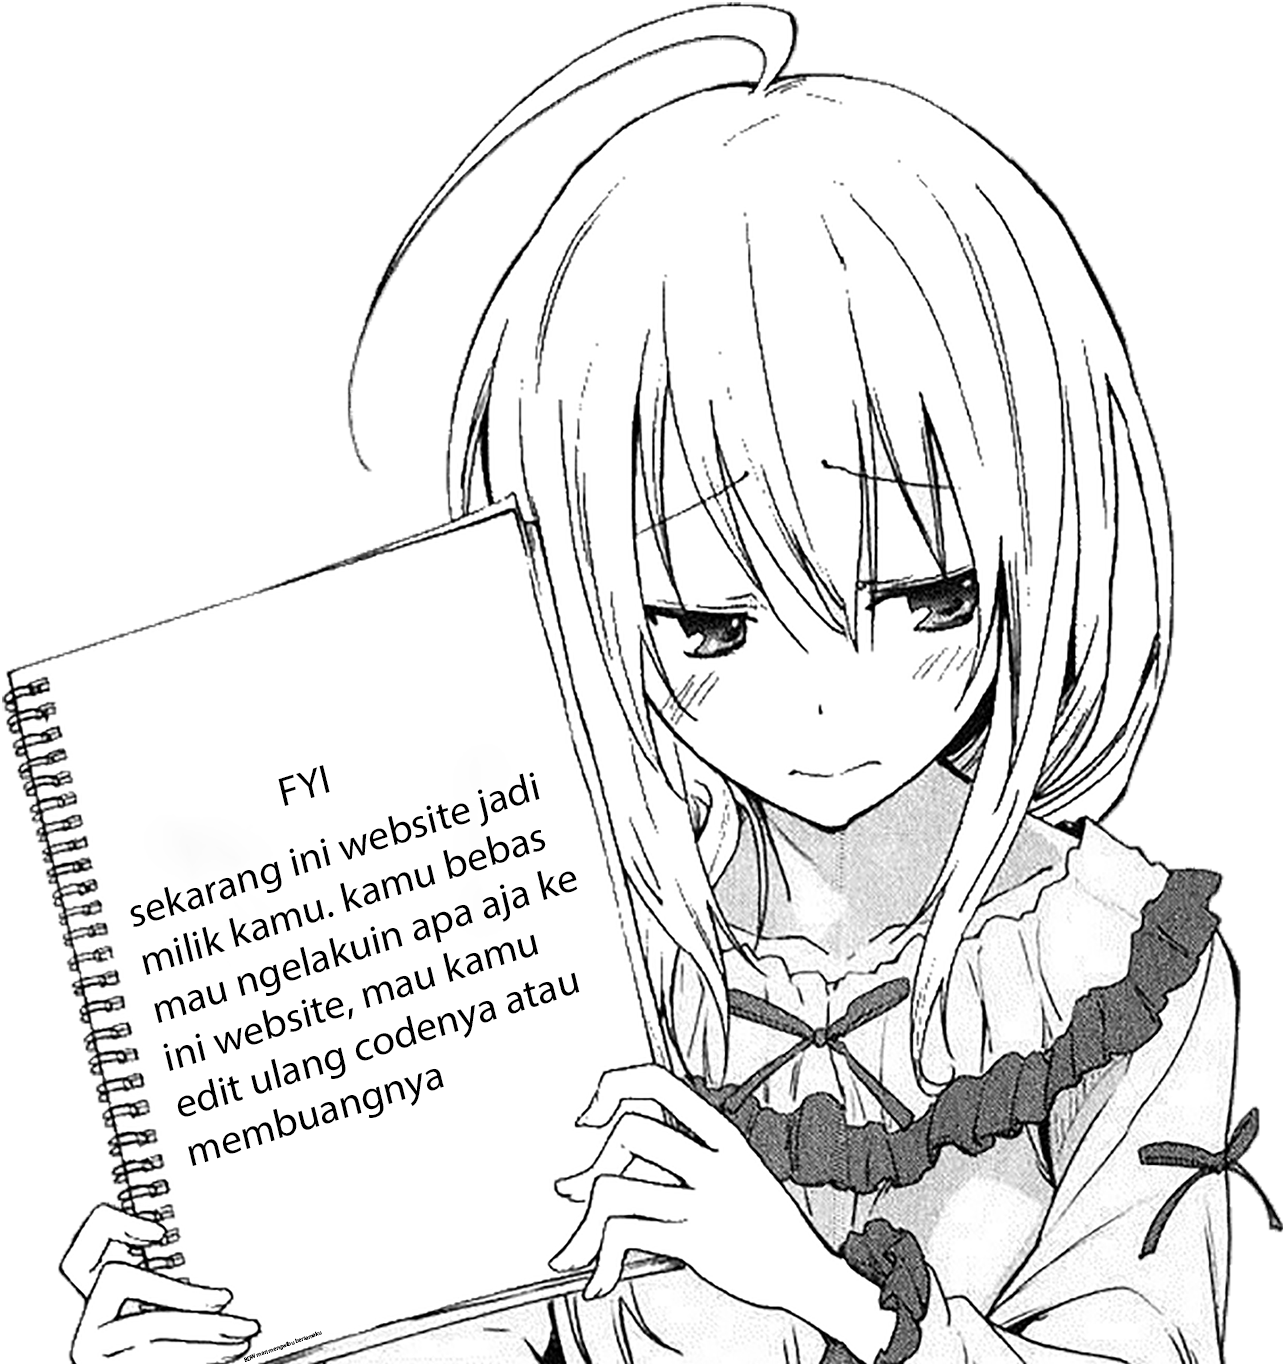 FYI
sekarang ini website jadi
milik kamu. kamu bebas
mau ngelakuin apa aja ke
ini website, mau kamu
edit ulang codenya atau
membuangnya